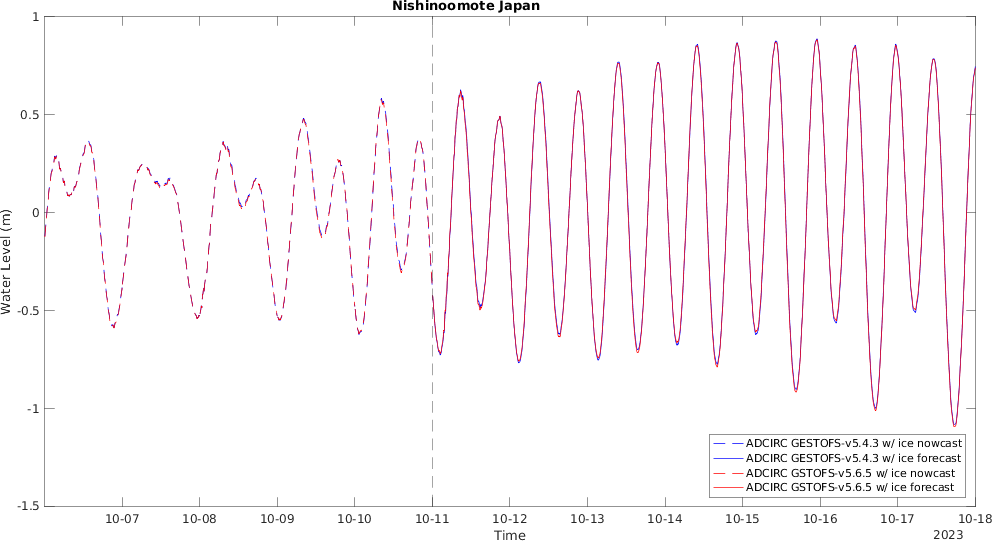 Nishinoomote Japan
1
0.5
0
-0.5
-1
-1.5
Water Level (m)
10-07 10-08 10-09 10-10 10-11 10-12 10-13 10-14 10-15 10-16 10-17 10-18
Time
2023
ADCIRC GESTOFS-v5.4.3 w/ ice nowcast
ADCIRC GESTOFS-v5.4.3 w/ ice forecast
ADCIRC GSTOFS-v5.6.5 w/ ice nowcast
ADCIRC GSTOFS-v5.6.5 w/ ice forecast